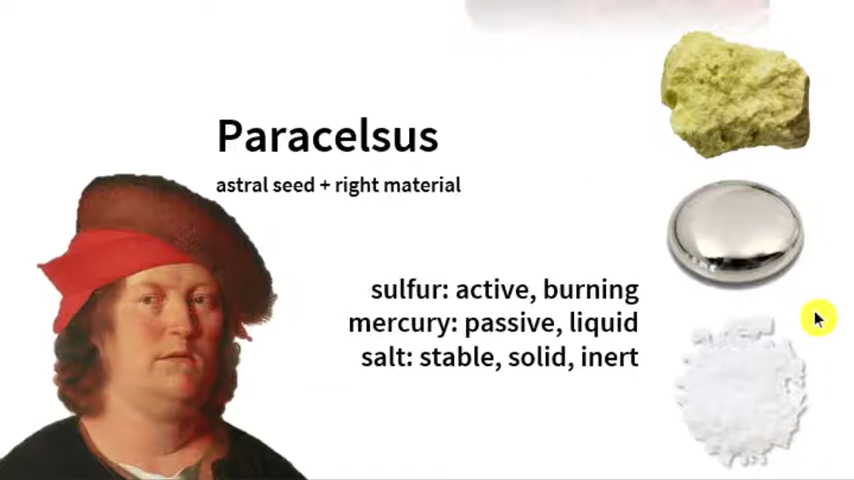 Paracelsus
astral seed + right material
sulfur: active, burning
mercury: passive, liquid
salt: stable, solid, inert